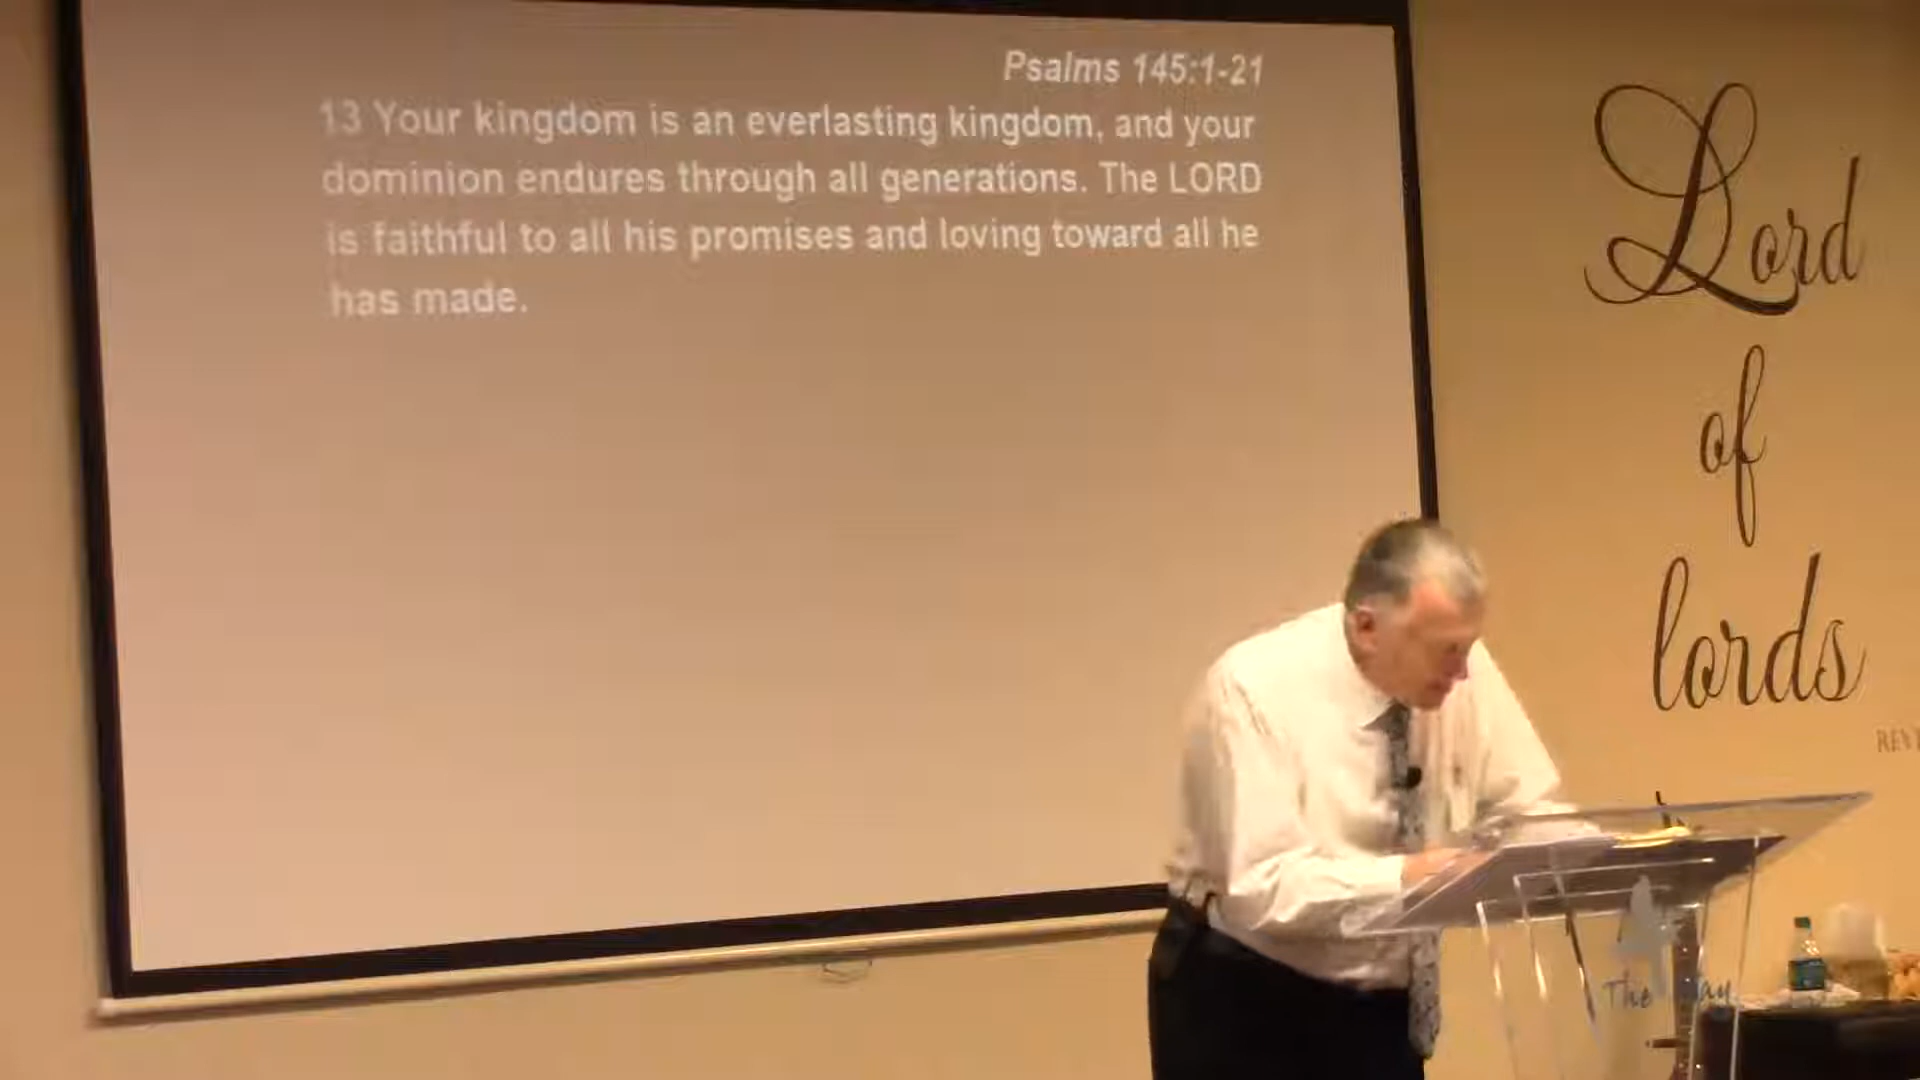 Psalms 145:1-21
13 Your kingdom is an everlasting kingdom, and your
dominion endures through all generations. The LORD
is faithful to all his promises and loving toward all he
has made.
Lord
of
lords
The